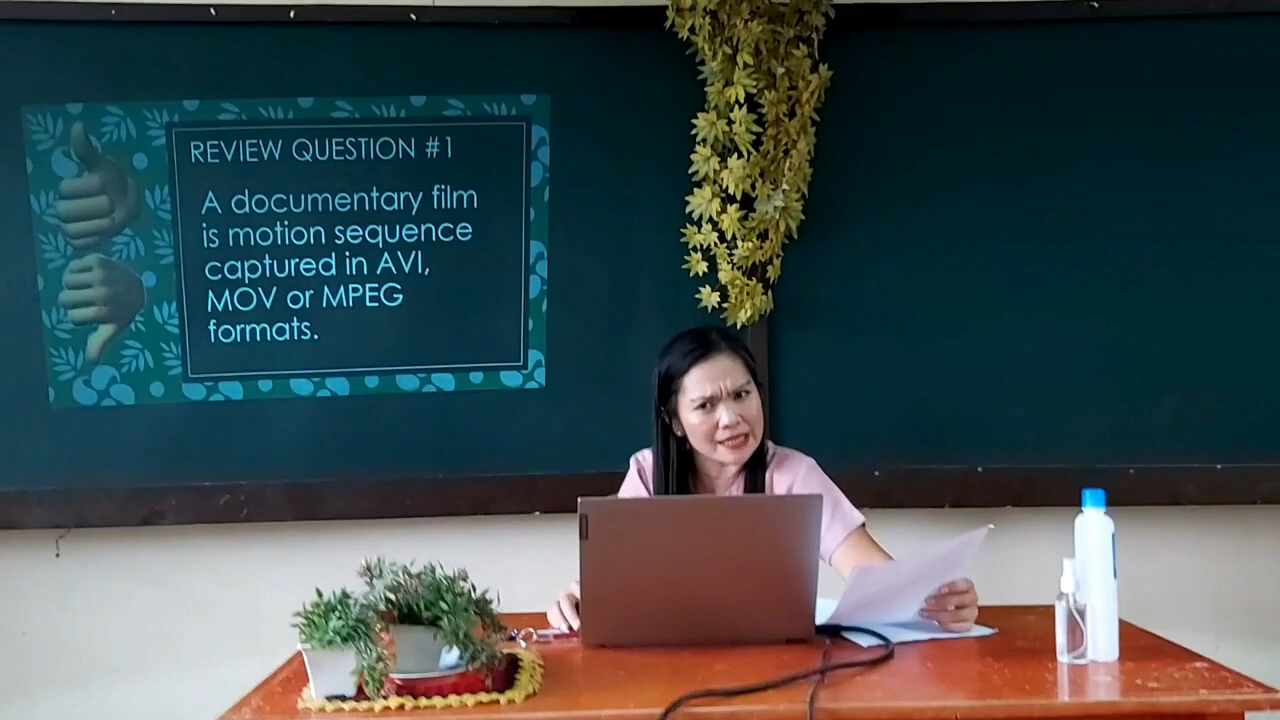 REVIEW QUESTION #1
A documentary film
is motion sequence
captured in AVI,
MOV or MPEG
formats.